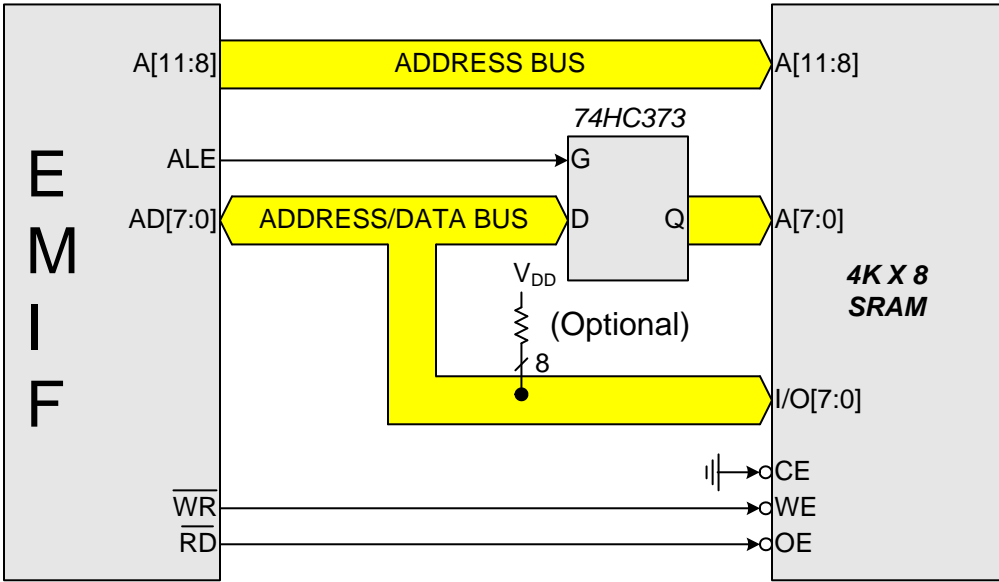 A[11:8]
ADDRESS BUS
A[11:8]
74HC373
ALE
G
E
M
I
F
AD[7:0]
ADDRESS/DATA BUS
D
Q
A[7:0]
VDD
(Optional)
8
4K X 8
SRAM
I/O[7:0]
CE
WR
WE
RD
OE